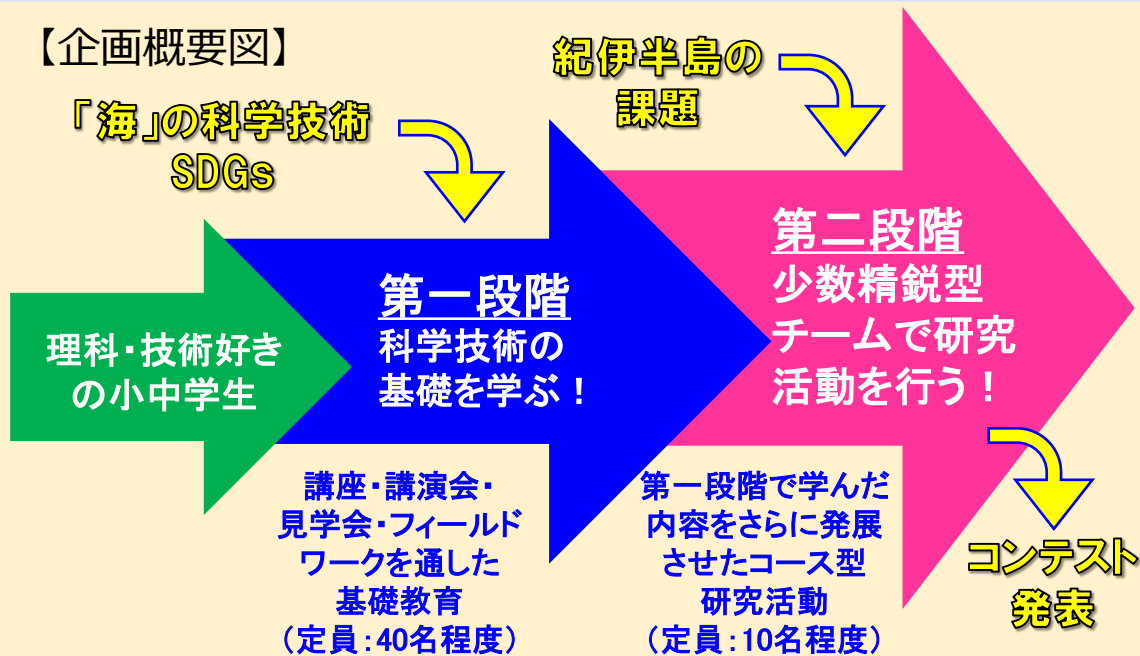 【企画概要図】
「海」の科学技術
SDGs
紀伊半島の
課題
理科・技術好き
の小中学生
第一段階
科学技術の
基礎を学ぶ！
第二段階
少数精鋭型
チームで研究
活動を行う！
講座・講演会・
見学会・フィールド
ワークを通した
基礎教育
（定員：40名程度）
第一段階で学んだ
内容をさらに発展
させたコース型
研究活動
（定員：10名程度）
コンテスト
発表